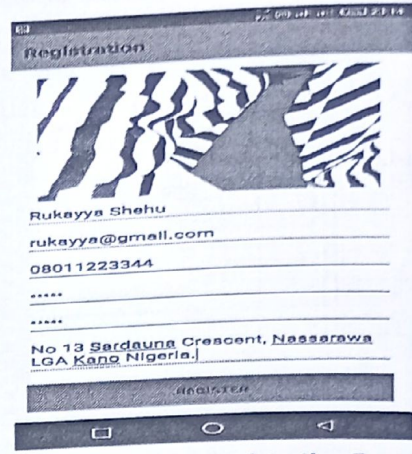 Registration
Rukayya Shehu
rukayya@gmail.com
08011223344
•••••
•••••
No 13 Sardauna Crescent, Nassarawa
LGA Kano Nigeria.
REGISTER